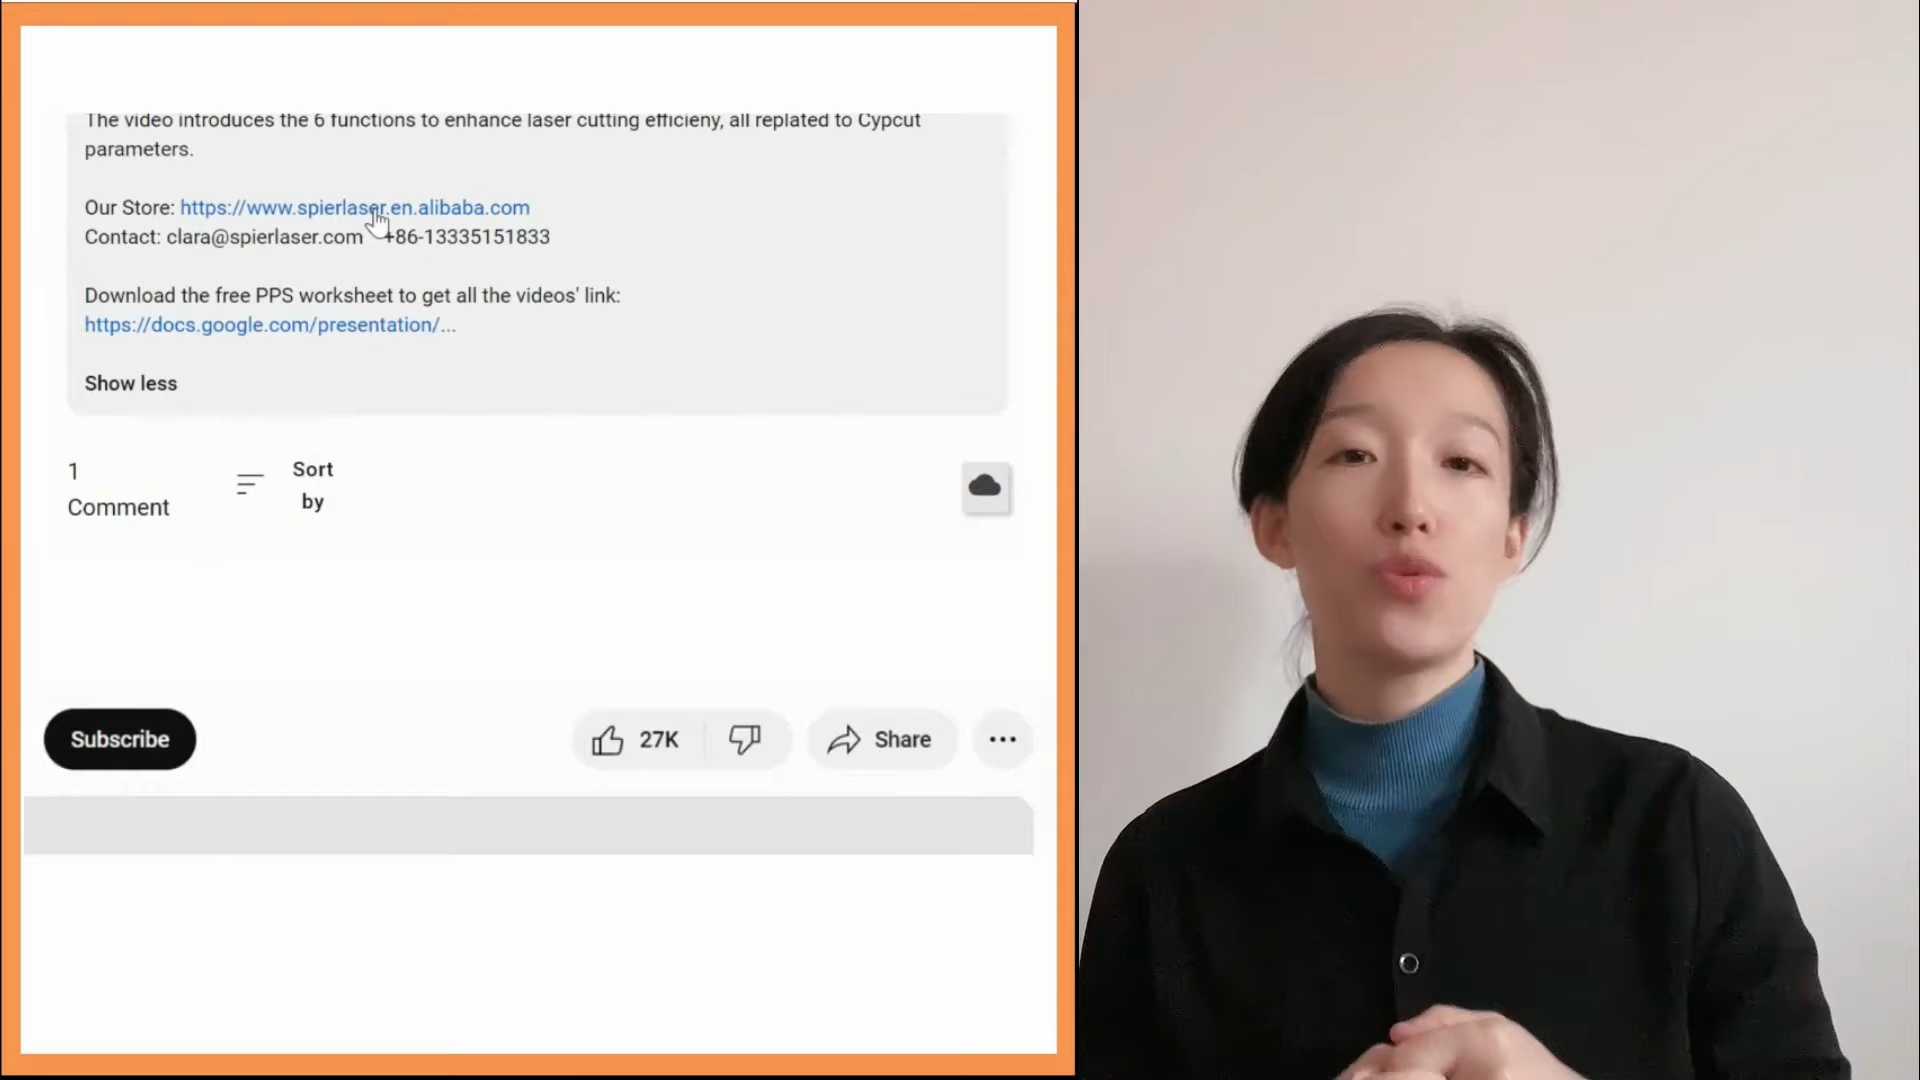 The video introduces the 6 functions to enhance laser cutting efficieny, all replated to Cypcut
parameters.
Our Store: https://www.spierlaser.en.alibaba.com
Contact: clara@spierlaser.com +86-13335151833
Download the free PPS worksheet to get all the videos' link:
https://docs.google.com/presentation/...
Show less
1
Comment
Sort
by
Subscribe
27K
Share